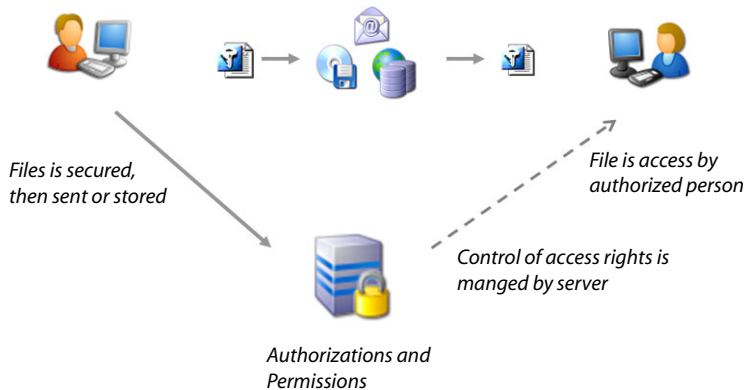 Files is secured,
then sent or stored
File is access by
authorized person
Control of access rights is
manged by server
Authorizations and
Permissions